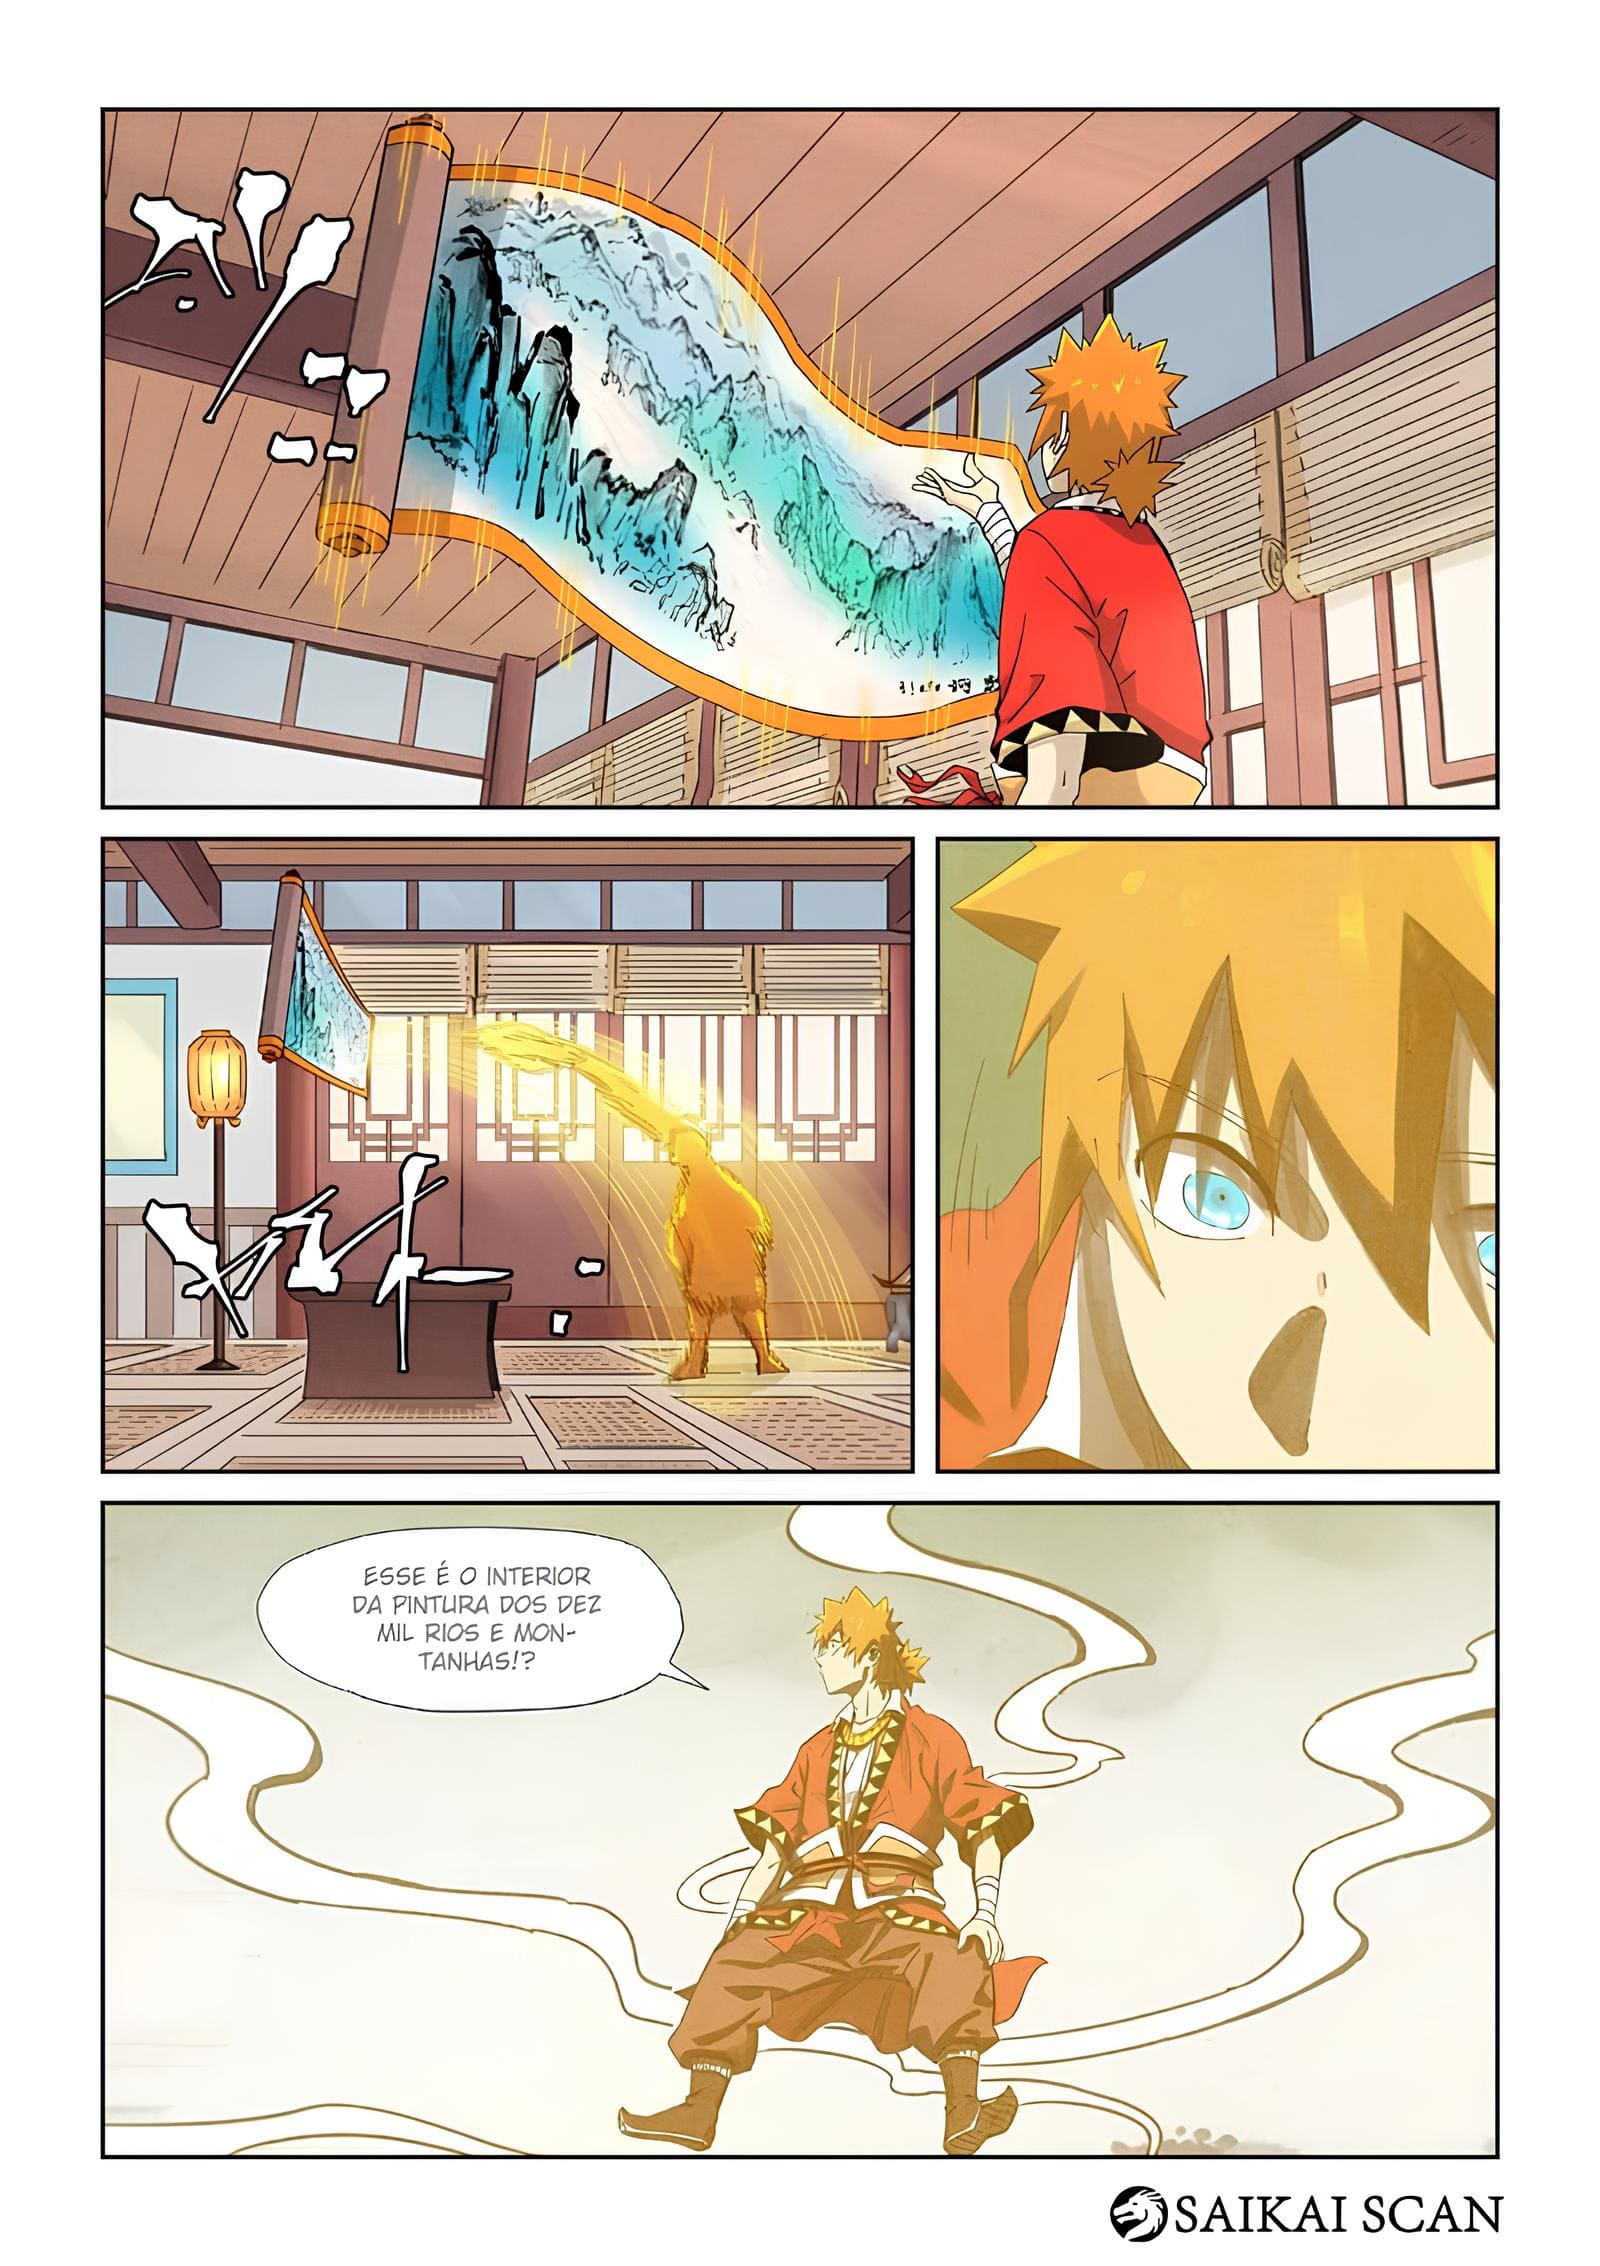 ESSE É O INTERIOR
DA PINTURA DOS DEZ
MIL RIOS E MON-
TANHAS!?
SAIKAI SCAN